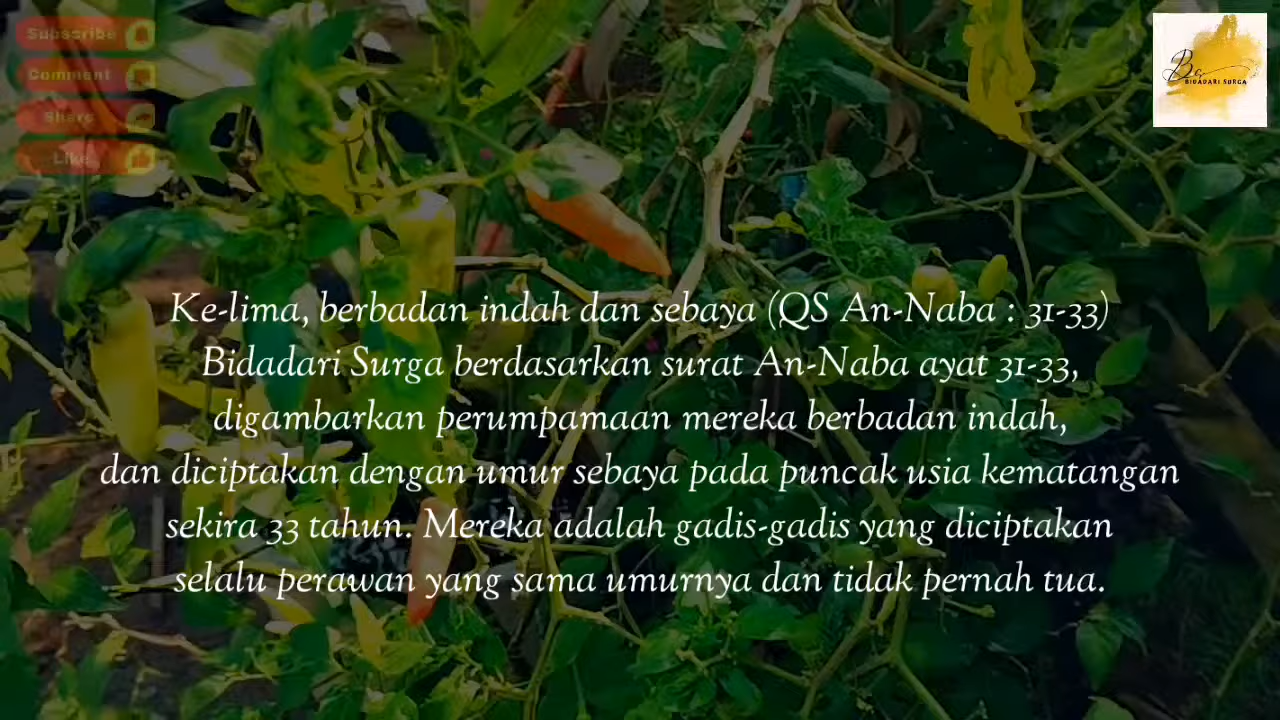 Subscribe
Comment
Share
Like
BIDADARI SURGA
Ke-lima, berbadan indah dan sebaya (QS An-Naba : 31-33)
Bidadari Surga berdasarkan surat An-Naba ayat 31-33,
digambarkan perumpamaan mereka berbadan indah,
dan diciptakan dengan umur sebaya pada puncak usia kematangan
sekira 33 tahun. Mereka adalah gadis-gadis yang diciptakan
selalu perawan yang sama umurnya dan tidak pernah tua.